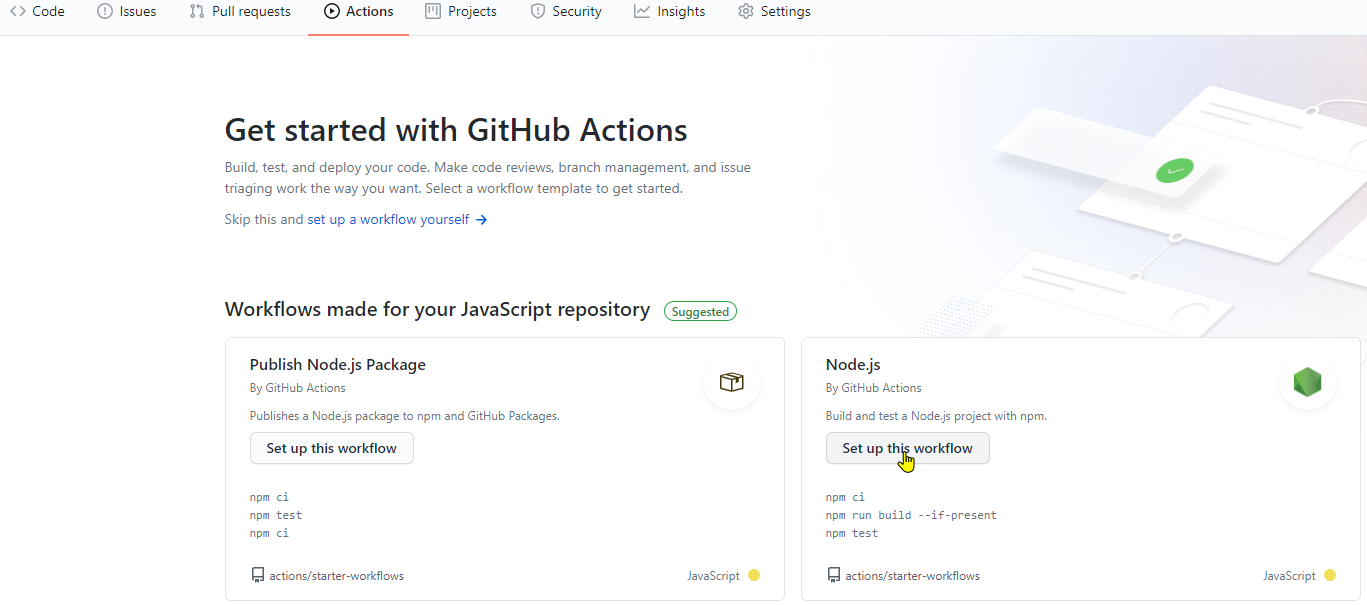 Code Issues Pull requests Actions Projects Security Insights Settings
Get started with GitHub Actions
Build, test, and deploy your code. Make code reviews, branch management, and issue
triaging work the way you want. Select a workflow template to get started.
Skip this and set up a workflow yourself →
Workflows made for your JavaScript repository Suggested
Publish Node.js Package
By GitHub Actions
Publishes a Node.js package to npm and GitHub Packages.
Set up this workflow
npm ci
npm test
npm ci
actions/starter-workflows JavaScript
Node.js
By GitHub Actions
Build and test a Node.js project with npm.
Set up this workflow
npm ci
npm run build --if-present
npm test
actions/starter-workflows JavaScript